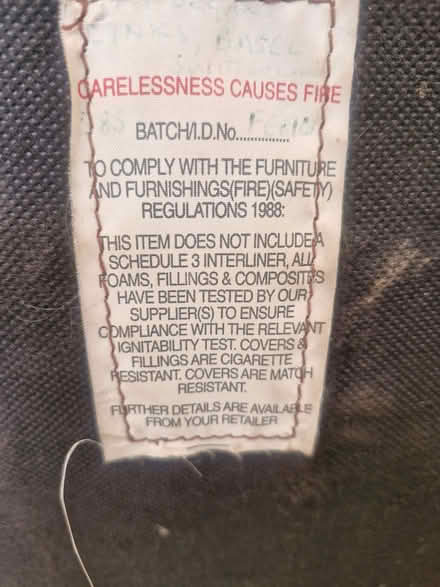 CARELESSNESS CAUSES FIRE
BATCH/I.D.No...............
TO COMPLY WITH THE FURNITURE
AND FURNISHINGS(FIRE)(SAFETY)
REGULATIONS 1988:
THIS ITEM DOES NOT INCLUDE A
SCHEDULE 3 INTERLINER, ALL
FOAMS, FILLINGS & COMPOSITES
HAVE BEEN TESTED BY OUR
SUPPLIER(S) TO ENSURE
COMPLIANCE WITH THE RELEVANT
IGNITABILITY TEST. COVERS &
FILLINGS ARE CIGARETTE
RESISTANT. COVERS ARE MATCH
RESISTANT.
FURTHER DETAILS ARE AVAILABLE
FROM YOUR RETAILER